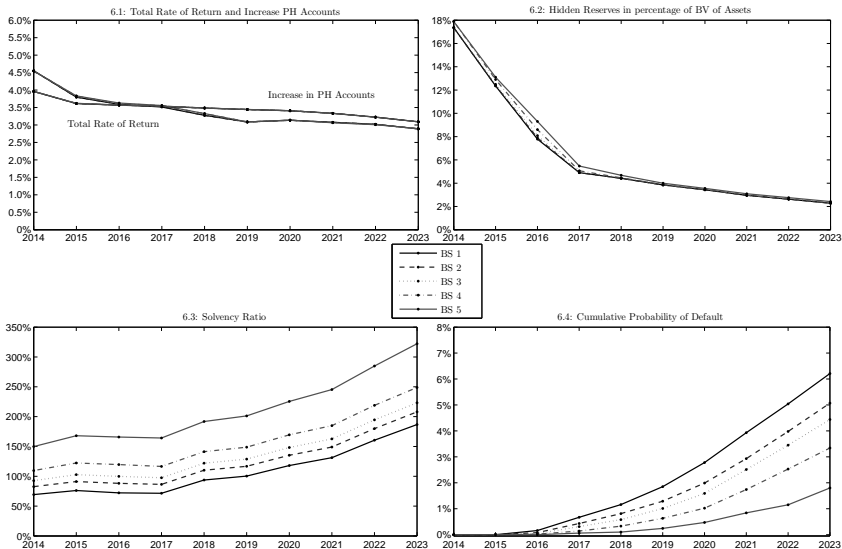 6.1: Total Rate of Return and Increase PH Accounts
6.0%
5.5%
5.0%
4.5%
4.0%
3.5%
3.0%
2.5%
2.0%
1.5%
1.0%
0.5%
0%
Increase in PH Accounts
Total Rate of Return
2014 2015 2016 2017 2018 2019 2020 2021 2022 2023
6.2: Hidden Reserves in percentage of BV of Assets
18%
16%
14%
12%
10%
8%
6%
4%
2%
0%
2014 2015 2016 2017 2018 2019 2020 2021 2022 2023
BS 1
BS 2
BS 3
BS 4
BS 5
6.3: Solvency Ratio
350%
300%
250%
200%
150%
100%
50%
0%
2014 2015 2016 2017 2018 2019 2020 2021 2022 2023
6.4: Cumulative Probability of Default
8%
7%
6%
5%
4%
3%
2%
1%
0%
2014 2015 2016 2017 2018 2019 2020 2021 2022 2023